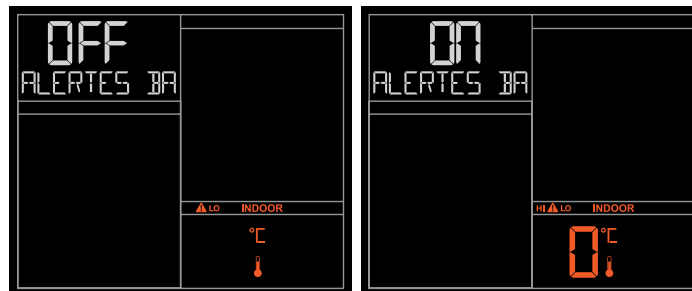 OFF
ALERTES BA
LO INDOOR
°C
ON
ALERTES BA
HI LO INDOOR
0°C